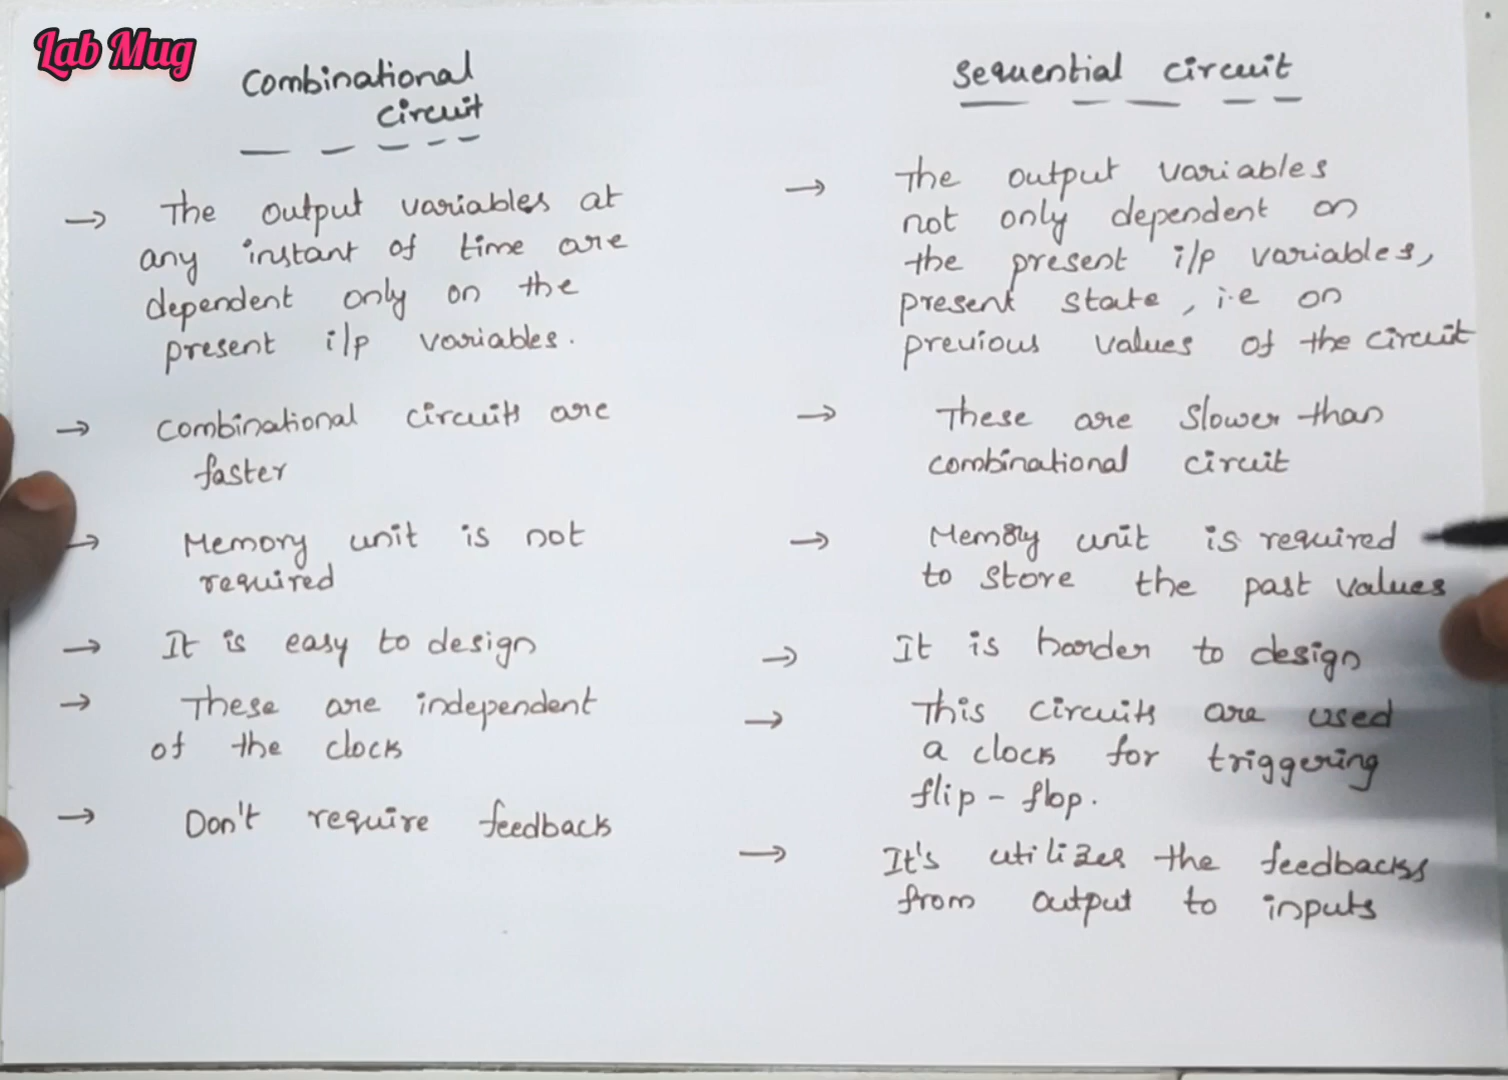 Lab Mug
Combinational
circuit
→ The output variables at
any instant of time are
dependent only on the
present i/p variables.
→ Combinational circuits are
faster
→ Memory unit is not
required
→ It is easy to design
→ These are independent
of the clock
→ Don't require feedback
Sequential circuit
→ The output variables
not only dependent on
the present i/p variables,
present state, i.e on
previous values of the circuit
→ These are slower than
combinational circuit
→ Memory unit is required
to store the past values
→ It is harder to design
→ This circuits are used
a clock for triggering
flip-flop.
→ It's utilizes the feedbacks
from output to inputs